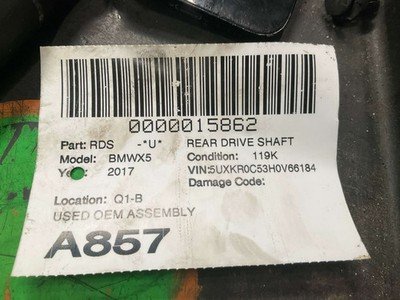 0000015862
Part: RDS -*U* REAR DRIVE SHAFT
Model: BMWX5 Condition: 119K
2017 VIN:5UXKR0C53H0V66184
Damage Code:
Location: Q1-B
USED OEM ASSEMBLY
A857